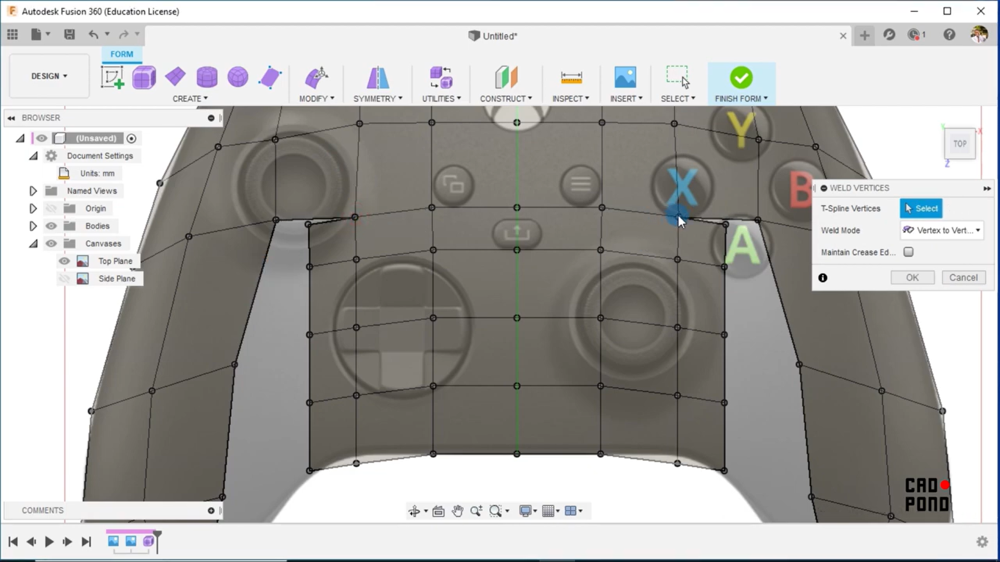 Autodesk Fusion 360 (Education License)
Untitled*
1
FORM
DESIGN
CREATE
MODIFY
SYMMETRY
UTILITIES
CONSTRUCT
INSPECT
INSERT
SELECT
FINISH FORM
BROWSER
(Unsaved)
Document Settings
Units: mm
Named Views
Origin
Bodies
Canvases
Top Plane
Side Plane
Y
X
B
A
Y
X
TOP
Z
WELD VERTICES
T-Spline Vertices
Select
Weld Mode
Vertex to Vert...
Maintain Crease Ed...
OK
Cancel
COMMENTS
CAD
POND